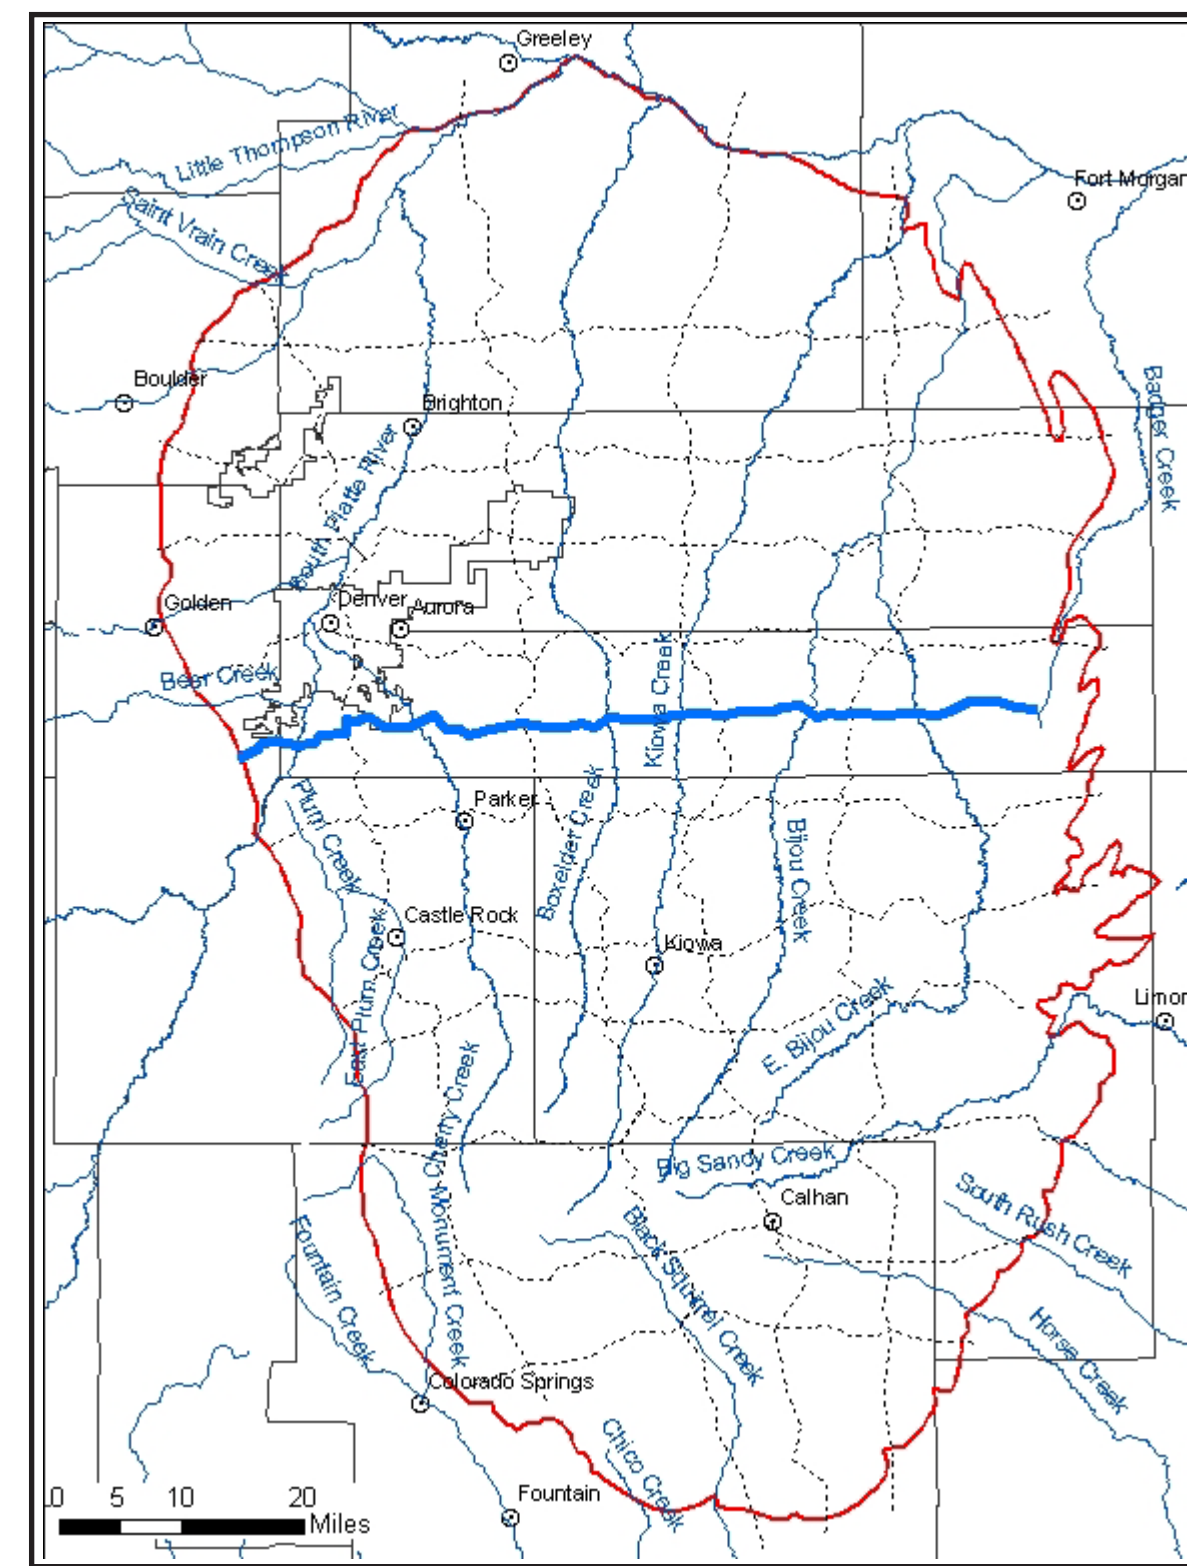 Greeley
Little Thompson River
Fort Morgan
Saint Vrain Creek
Boulder
Brighton
Badger Creek
South Platte River
Golden
Denver
Aurora
Bear Creek
Kiowa Creek
Plum Creek
Parker
Boxelder Creek
Bijou Creek
Castle Rock
East Plum Creek
Kiowa
E. Bijou Creek
Limon
Cherry Creek
Big Sandy Creek
Calhan
South Rush Creek
Monument Creek
Fountain Creek
Black Squirrel Creek
Horse Creek
Colorado Springs
Chico Creek
Fountain
0 5 10 20
Miles